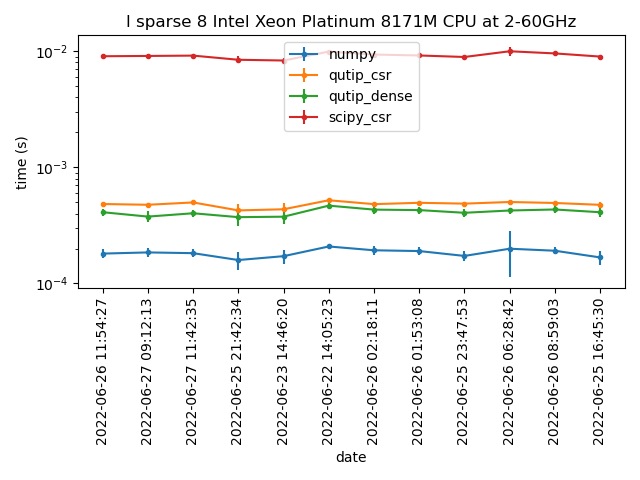 I sparse 8 Intel Xeon Platinum 8171M CPU at 2-60GHz
numpy
qutip_csr
qutip_dense
scipy_csr
time (s)
10⁻²
10⁻³
10⁻⁴
2022-06-26 11:54:27
2022-06-27 09:12:13
2022-06-27 11:42:35
2022-06-25 21:42:34
2022-06-23 14:46:20
2022-06-22 14:05:23
2022-06-26 02:18:11
2022-06-26 01:53:08
2022-06-25 23:47:53
2022-06-26 06:28:42
2022-06-26 08:59:03
2022-06-25 16:45:30
date